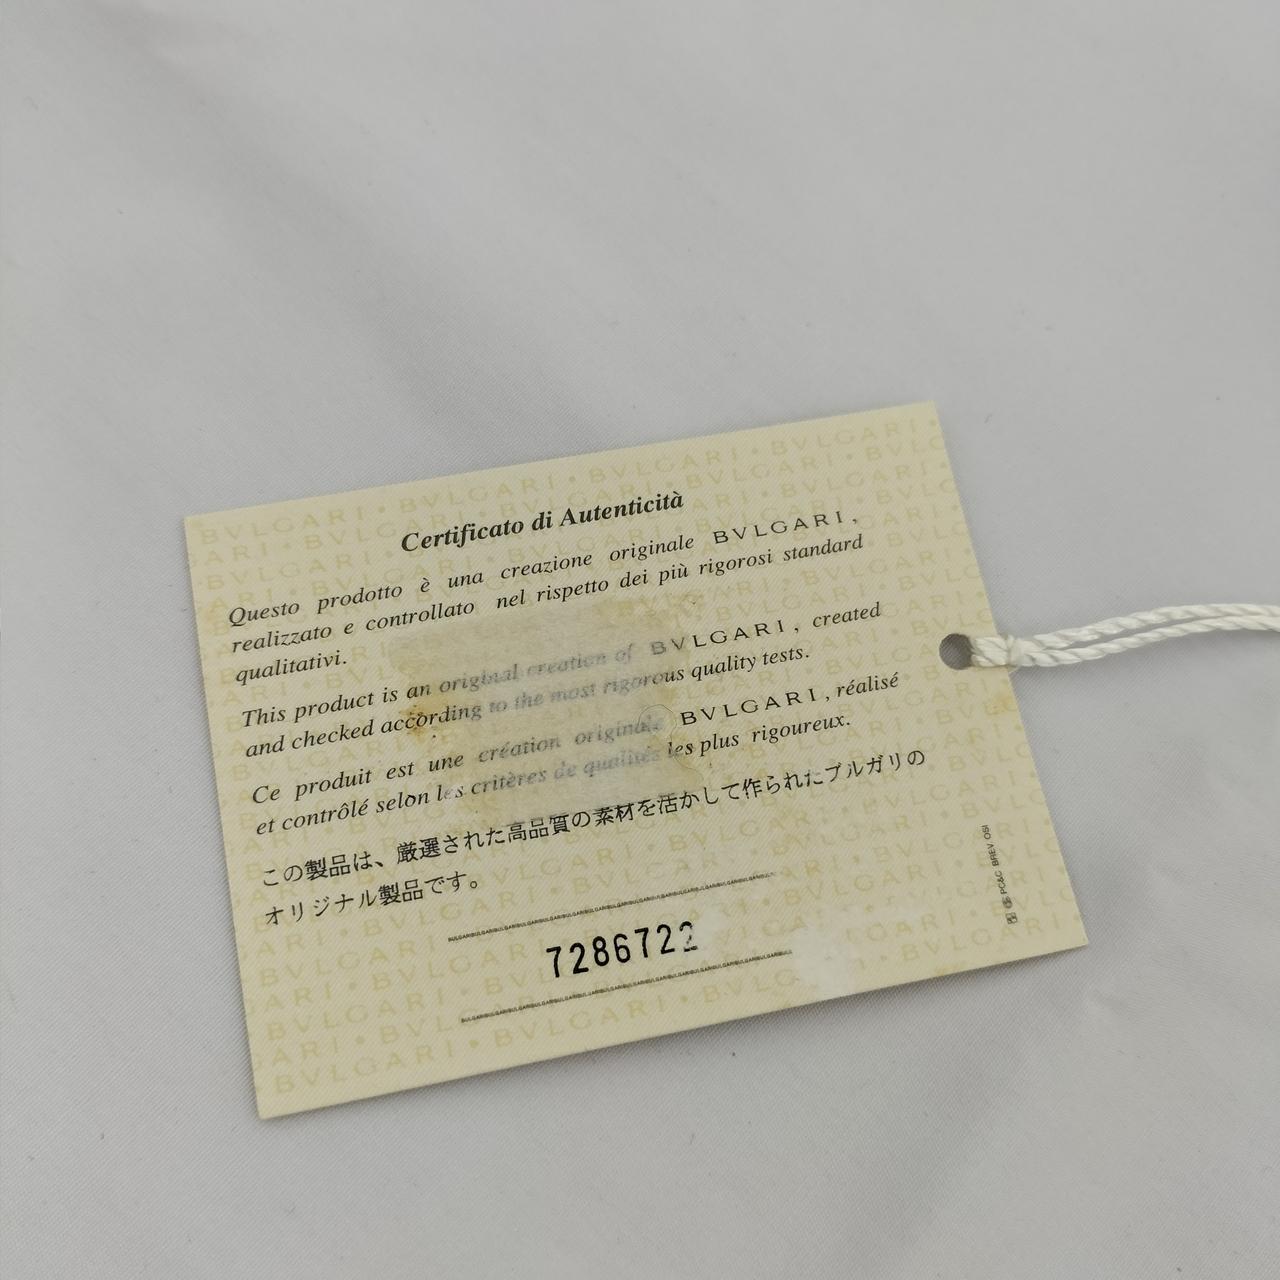 Certificato di Autenticità
Questo prodotto è una creazione originale BVLGARI,
realizzato e controllato nel rispetto dei più rigorosi standard
qualitativi.
This product is an original creation of BVLGARI, created
and checked according to the most rigorous quality tests.
Ce produit est une création originale BVLGARI, réalisé
et contrôlé selon les critères de qualités les plus rigoureux.
この製品は、厳選された高品質の素材を活かして作られたブルガリの
オリジナル製品です。
7286722
PC&C BREV OSI